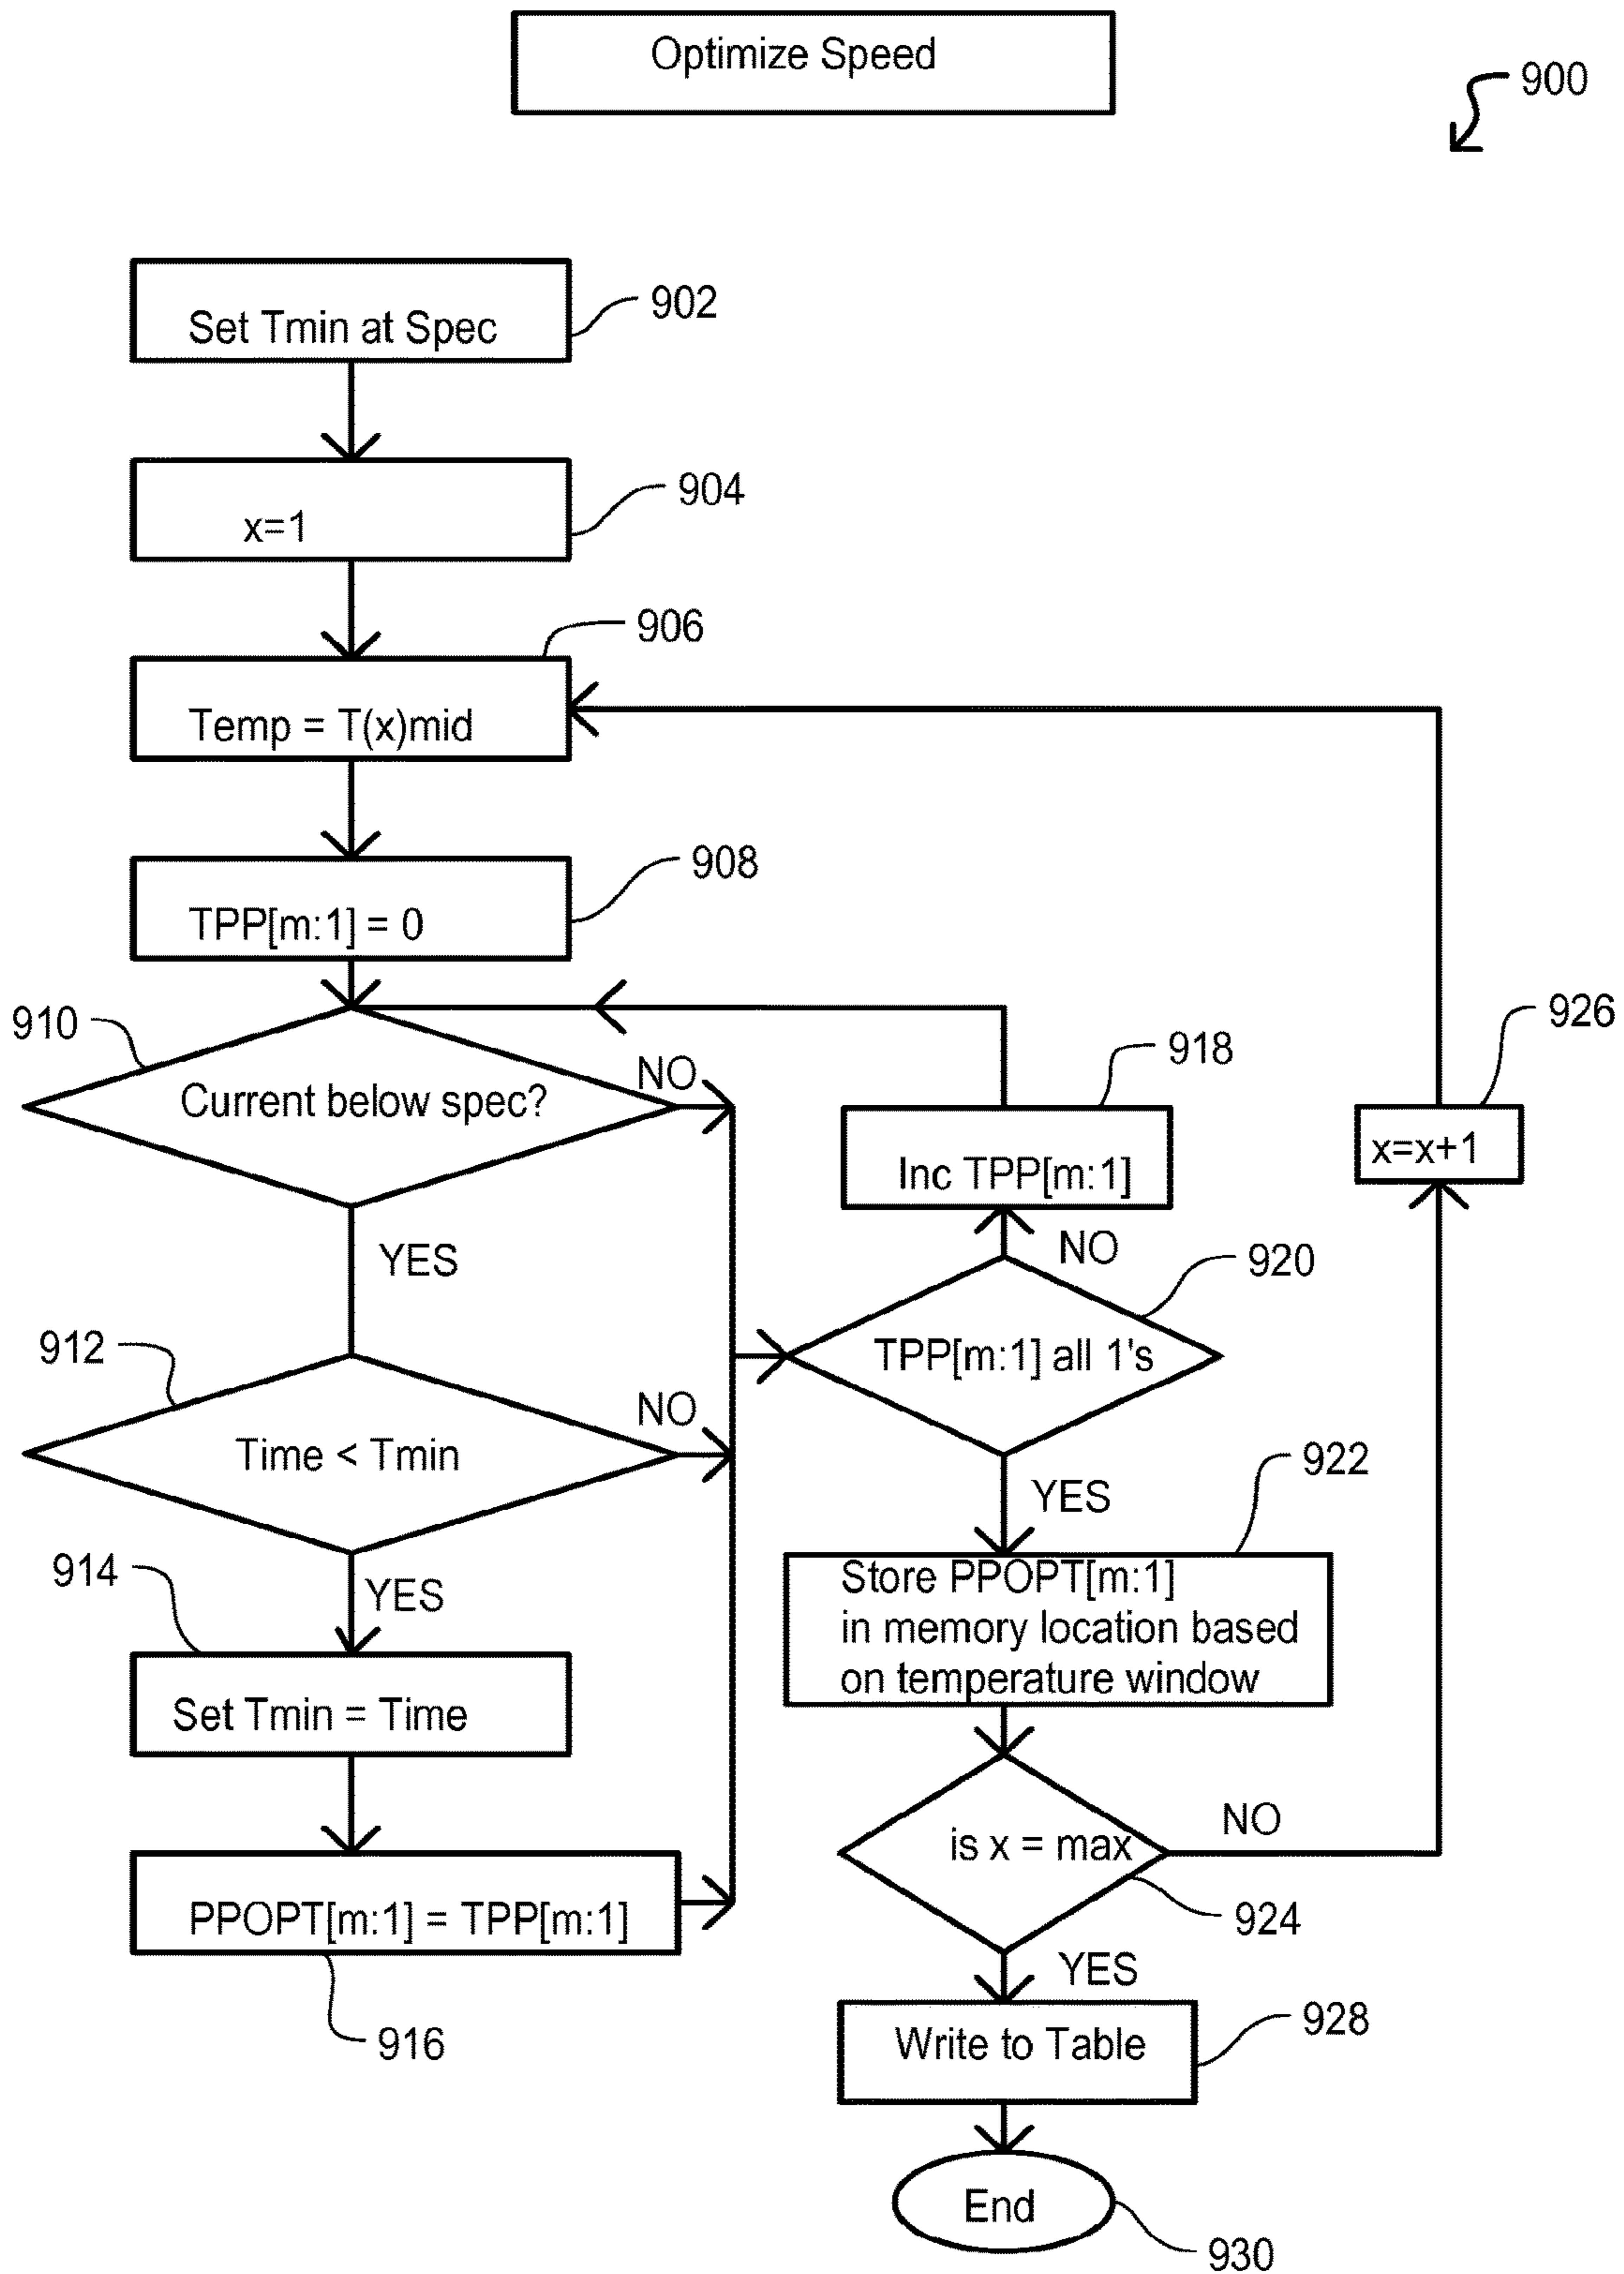 Optimize Speed
900
Set Tmin at Spec
902
x=1
904
Temp = T(x)mid
906
TPP[m:1] = 0
908
Current below spec?
910
NO
YES
Time < Tmin
912
NO
YES
Set Tmin = Time
914
PPOPT[m:1] = TPP[m:1]
916
Inc TPP[m:1]
918
NO
TPP[m:1] all 1's
920
YES
Store PPOPT[m:1]
in memory location based
on temperature window
922
is x = max
924
NO
x=x+1
926
YES
Write to Table
928
End
930